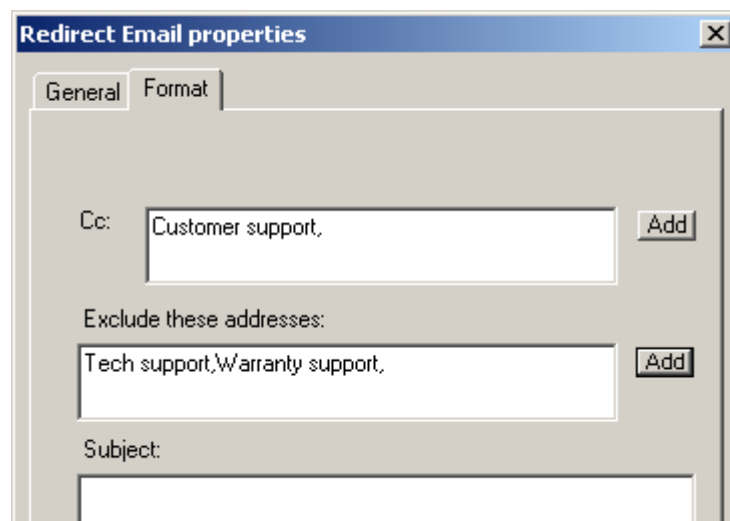 Redirect Email properties
General Format
Cc: Customer support, Add
Exclude these addresses:
Tech support,Warranty support, Add
Subject: